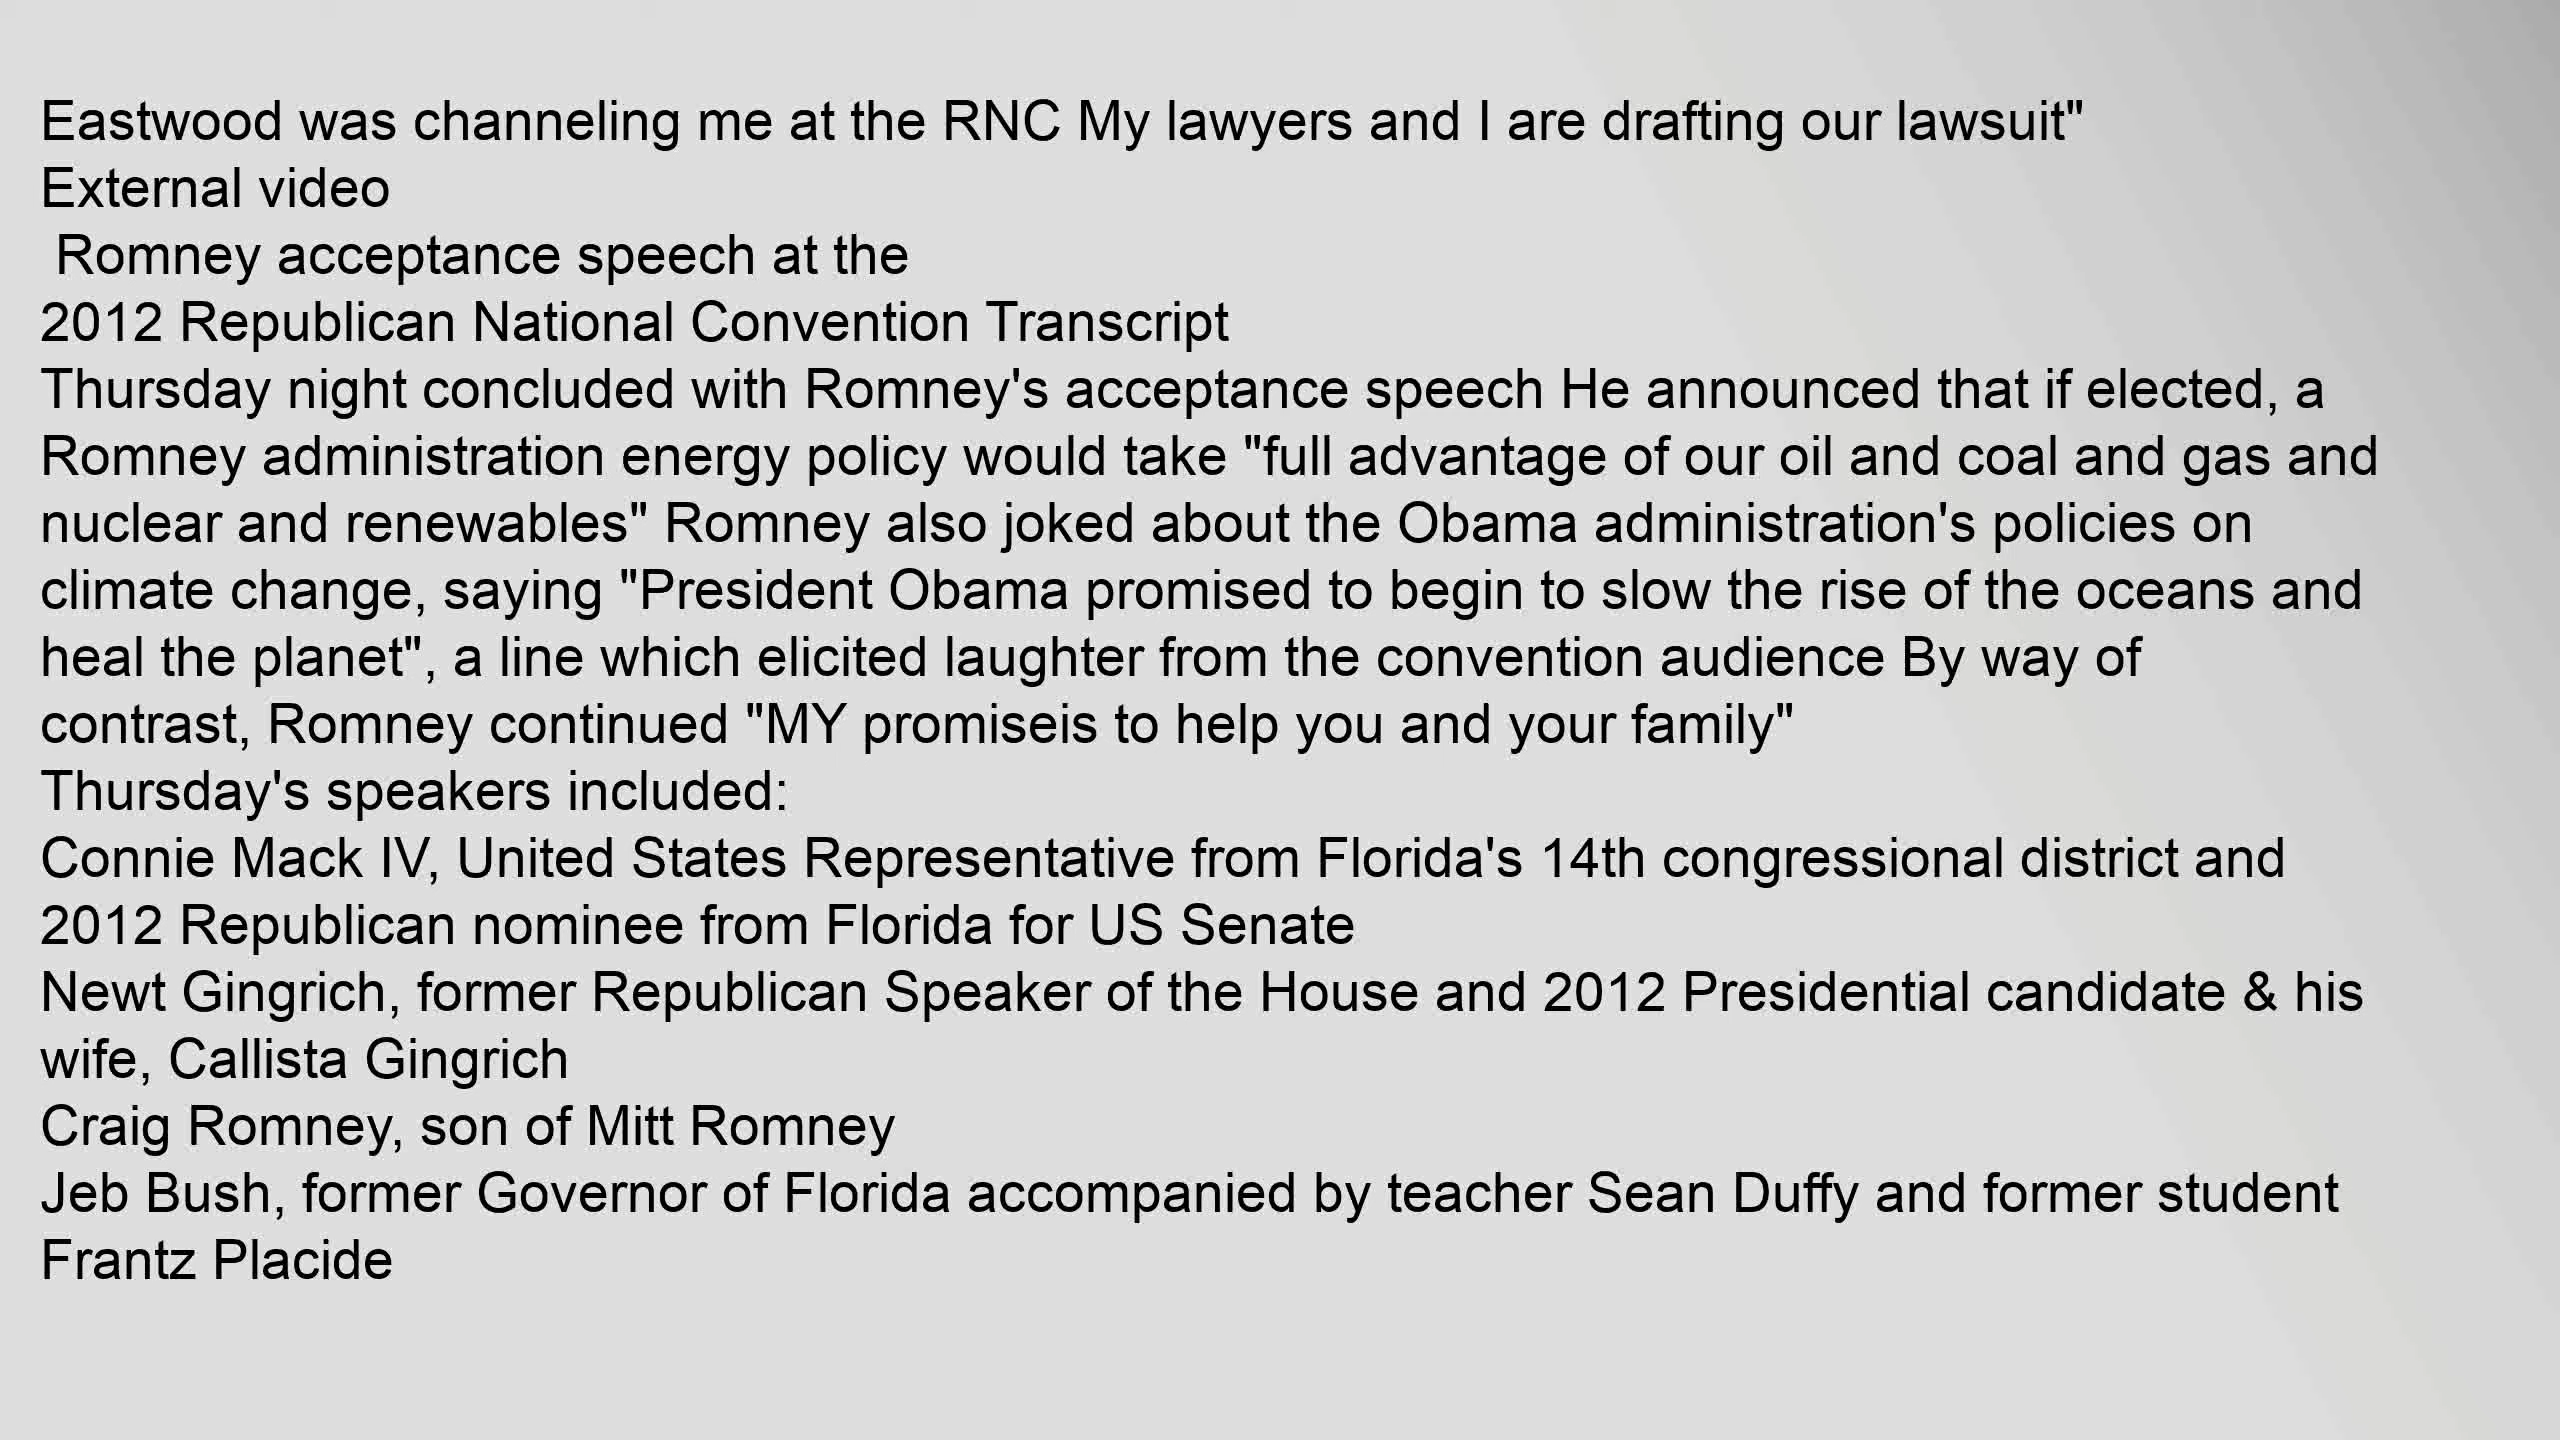 Eastwood was channeling me at the RNC My lawyers and I are drafting our lawsuit"
External video
Romney acceptance speech at the
2012 Republican National Convention Transcript
Thursday night concluded with Romney's acceptance speech He announced that if elected, a
Romney administration energy policy would take "full advantage of our oil and coal and gas and
nuclear and renewables" Romney also joked about the Obama administration's policies on
climate change, saying "President Obama promised to begin to slow the rise of the oceans and
heal the planet", a line which elicited laughter from the convention audience By way of
contrast, Romney continued "MY promiseis to help you and your family"
Thursday's speakers included:
Connie Mack IV, United States Representative from Florida's 14th congressional district and
2012 Republican nominee from Florida for US Senate
Newt Gingrich, former Republican Speaker of the House and 2012 Presidential candidate & his
wife, Callista Gingrich
Craig Romney, son of Mitt Romney
Jeb Bush, former Governor of Florida accompanied by teacher Sean Duffy and former student
Frantz Placide